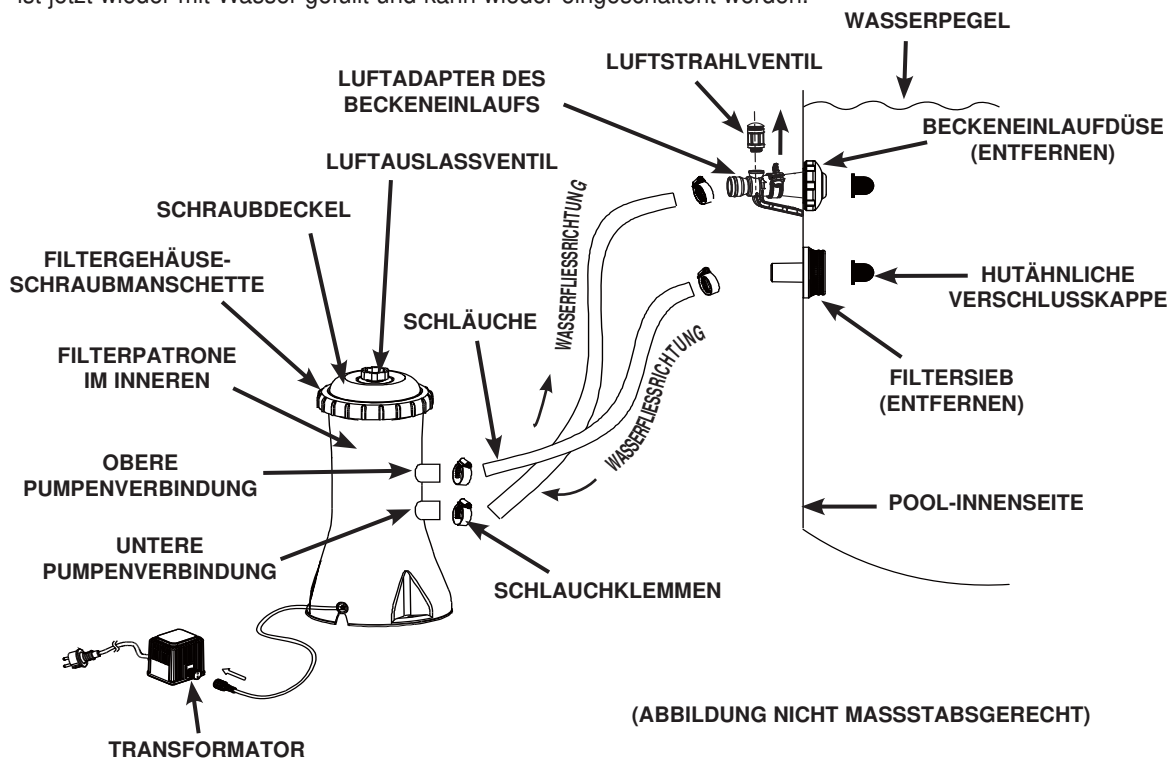 ist jetzt wieder mit Wasser gefüllt und kann wieder eingeschaltent werden.
WASSERPEGEL
LUFTSTRAHLVENTIL
LUFTADAPTER DES
BECKENEINLAUFS
BECKENEINLAUFDÜSE
(ENTFERNEN)
LUFTAUSLASSVENTIL
SCHRAUBDECKEL
FILTERGEHÄUSE-
SCHRAUBMANSCHETTE
WASSERFLIESSRICHTUNG
HUTÄHNLICHE
VERSCHLUSSKAPPE
SCHLÄUCHE
FILTERPATRONE
IM INNEREN
WASSERFLIESSRICHTUNG
FILTERSIEB
(ENTFERNEN)
OBERE
PUMPENVERBINDUNG
POOL-INNENSEITE
UNTERE
PUMPENVERBINDUNG
SCHLAUCHKLEMMEN
(ABBILDUNG NICHT MASSSTABSGERECHT)
TRANSFORMATOR